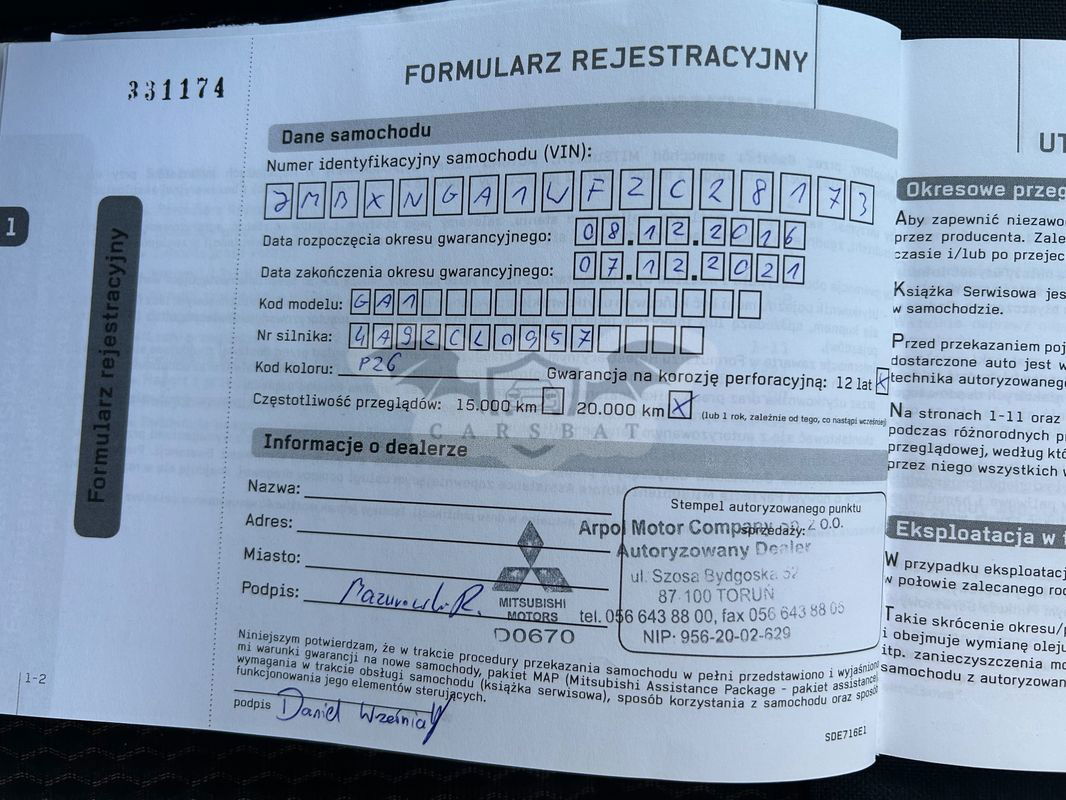 331174
FORMULARZ REJESTRACYJNY
Dane samochodu
Numer identyfikacyjny samochodu (VIN):
JMBXNGA1WFZC28173
Data rozpoczęcia okresu gwarancyjnego: 08.12.2016
Data zakończenia okresu gwarancyjnego: 07.12.2021
Kod modelu: GA1
Nr silnika: 4A92CL0957
Kod koloru: P26 Gwarancja na korozję perforacyjną: 12 lat X
Częstotliwość przeglądów: 15.000 km 20.000 km X (lub 1 rok, zależnie od tego, co nastąpi wcześniej)
CARSBAT
Informacje o dealerze
Nazwa:
Adres:
Miasto:
Podpis: Mazurowski R.
MITSUBISHI
MOTORS
D0670
Stempel autoryzowanego punktu
sprzedaży:
Arpol Motor Company sp. z o.o.
Autoryzowany Dealer
ul. Szosa Bydgoska
87-100 TORUŃ
tel. 056 643 88 00, fax 056 643 88 05
NIP: 956-20-02-629
Niniejszym potwierdzam, że w trakcie procedury przekazania samochodu w pełni przedstawiono i wyjaśniono
mi warunki gwarancji na nowe samochody, pakiet MAP (Mitsubishi Assistance Package - pakiet assistance),
wymagania w trakcie obsługi samochodu (książka serwisowa), sposób korzystania z samochodu oraz sposób
funkcjonowania jego elementów sterujących.
podpis Daniel Wześniak
SDE716E1
1
Formularz rejestracyjny
1-2
UT
Okresowe przeg
Aby zapewnić niezawo
przez producenta. Zale
czasie i/lub po przejec
Książka Serwisowa jes
w samochodzie.
Przed przekazaniem poj
dostarczone auto jest w
technika autoryzowaneg
Na stronach 1-11 oraz
podczas różnorodnych p
przeglądowej, według któ
przez niego wszystkich w
Eksploatacja w t
W przypadku eksploatacj
w połowie zalecanego roc
Takie skrócenie okresu/p
i obejmuje wymianę oleju
itp. zanieczyszczenia mo
samochodu z autoryzowan